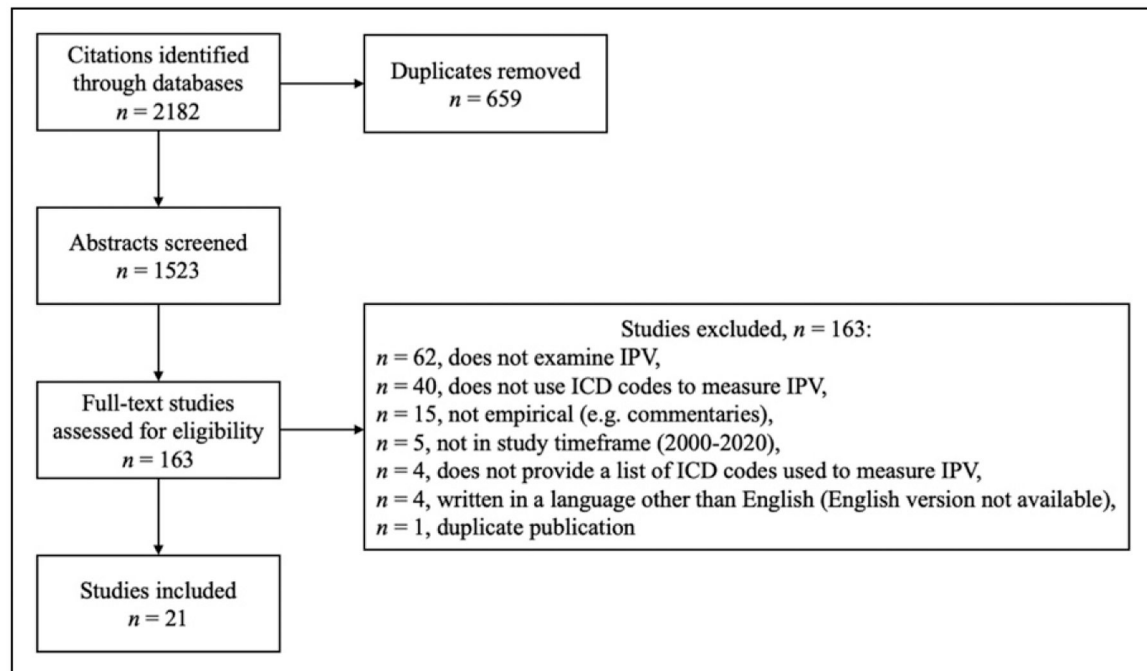 Citations identified
through databases
n = 2182
Duplicates removed
n = 659
Abstracts screened
n = 1523
Full-text studies
assessed for eligibility
n = 163
Studies excluded, n = 163:
n = 62, does not examine IPV,
n = 40, does not use ICD codes to measure IPV,
n = 15, not empirical (e.g. commentaries),
n = 5, not in study timeframe (2000-2020),
n = 4, does not provide a list of ICD codes used to measure IPV,
n = 4, written in a language other than English (English version not available),
n = 1, duplicate publication
Studies included
n = 21